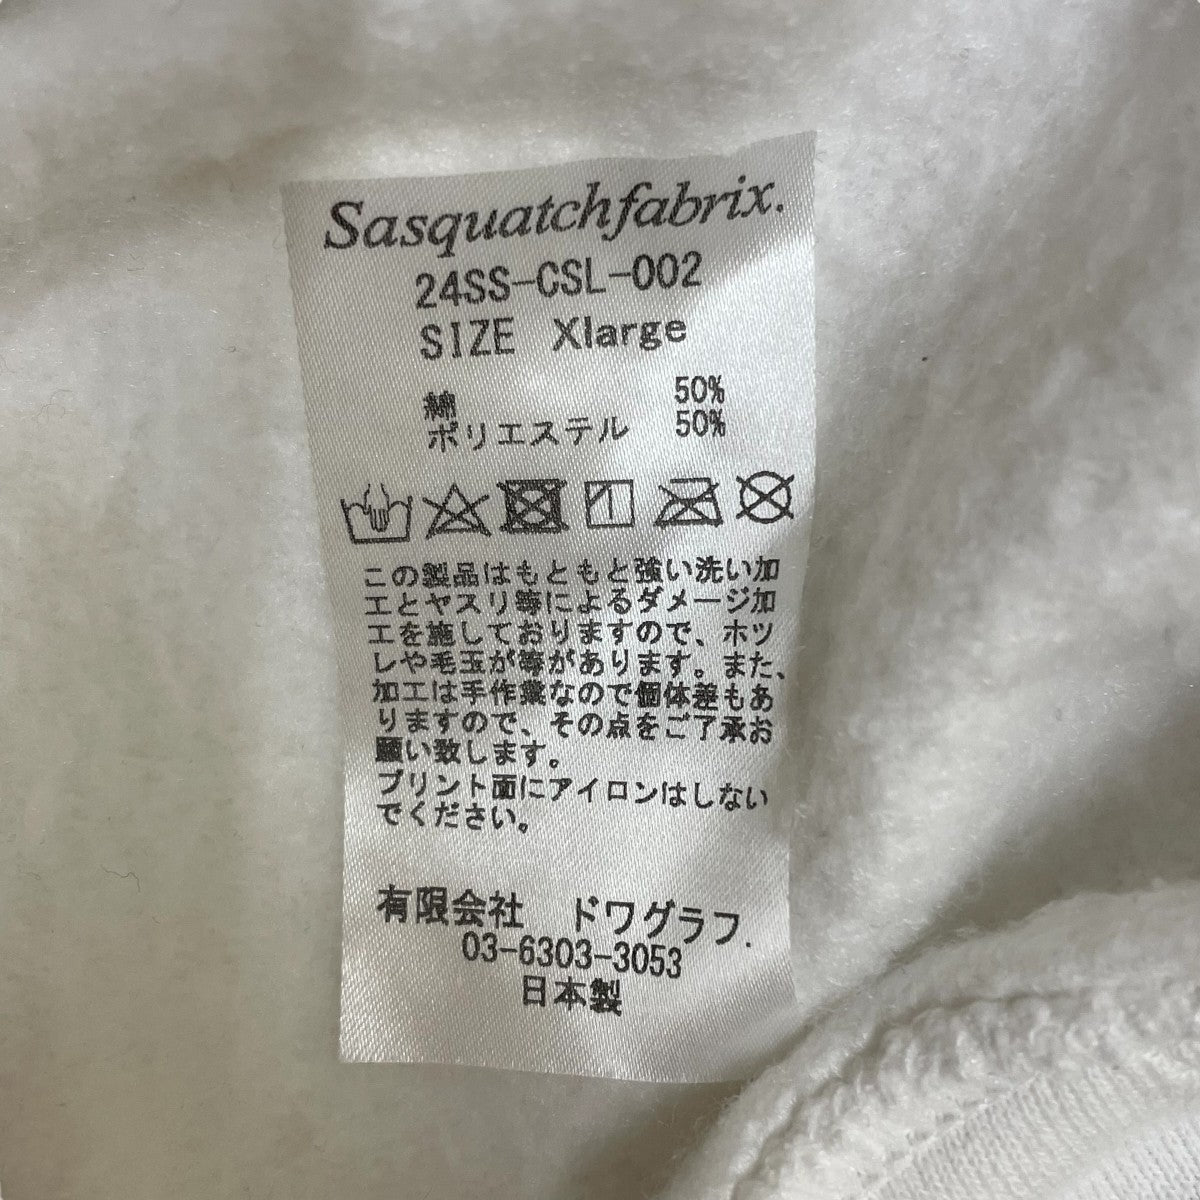 Sasquatchfabrix.
24SS-CSL-002
SIZE Xlarge
綿 50%
ポリエステル 50%
この製品はもともと強い洗い加
工とヤスリ等によるダメージ加
工を施しておりますので、ホツ
レや毛玉が等があります。また、
加工は手作業なので個体差もあ
りますので、その点をご了承お
願い致します。
プリント面にアイロンはしない
でください。
有限会社 ドワグラフ.
03-6303-3053
日本製